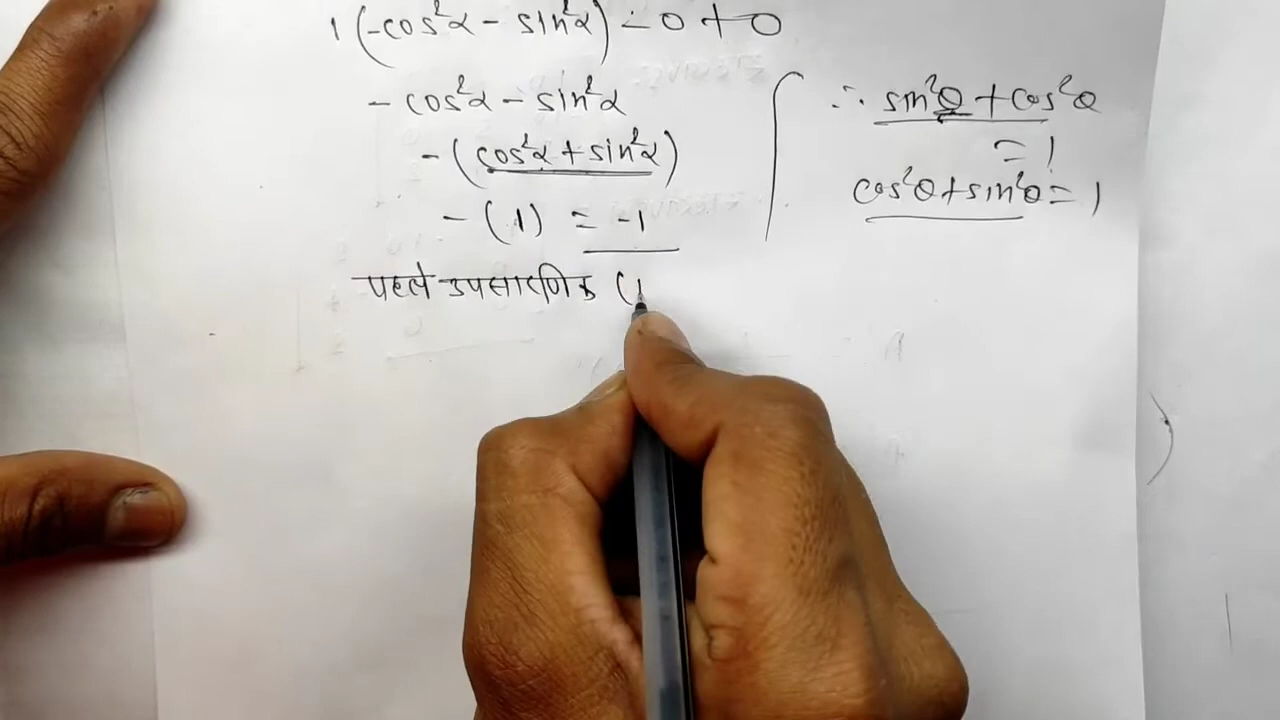 1 (-cos²α - sin²α) - 0 + 0
- cos²α - sin²α
- (cos²α + sin²α)
- (1) = -1
पहले उपसारणिक (1
∴ sin²θ + cos²θ
= 1
cos²θ + sin²θ = 1